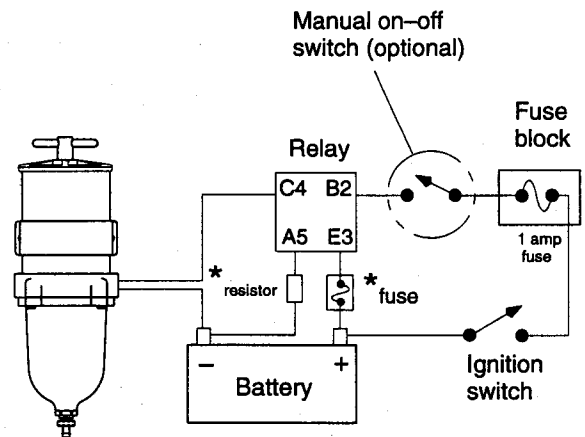 Manual on–off
switch (optional)
Fuse
block
Relay
C4 B2
A5 E3
1 amp
fuse
* resistor
* fuse
– +
Battery
Ignition
switch